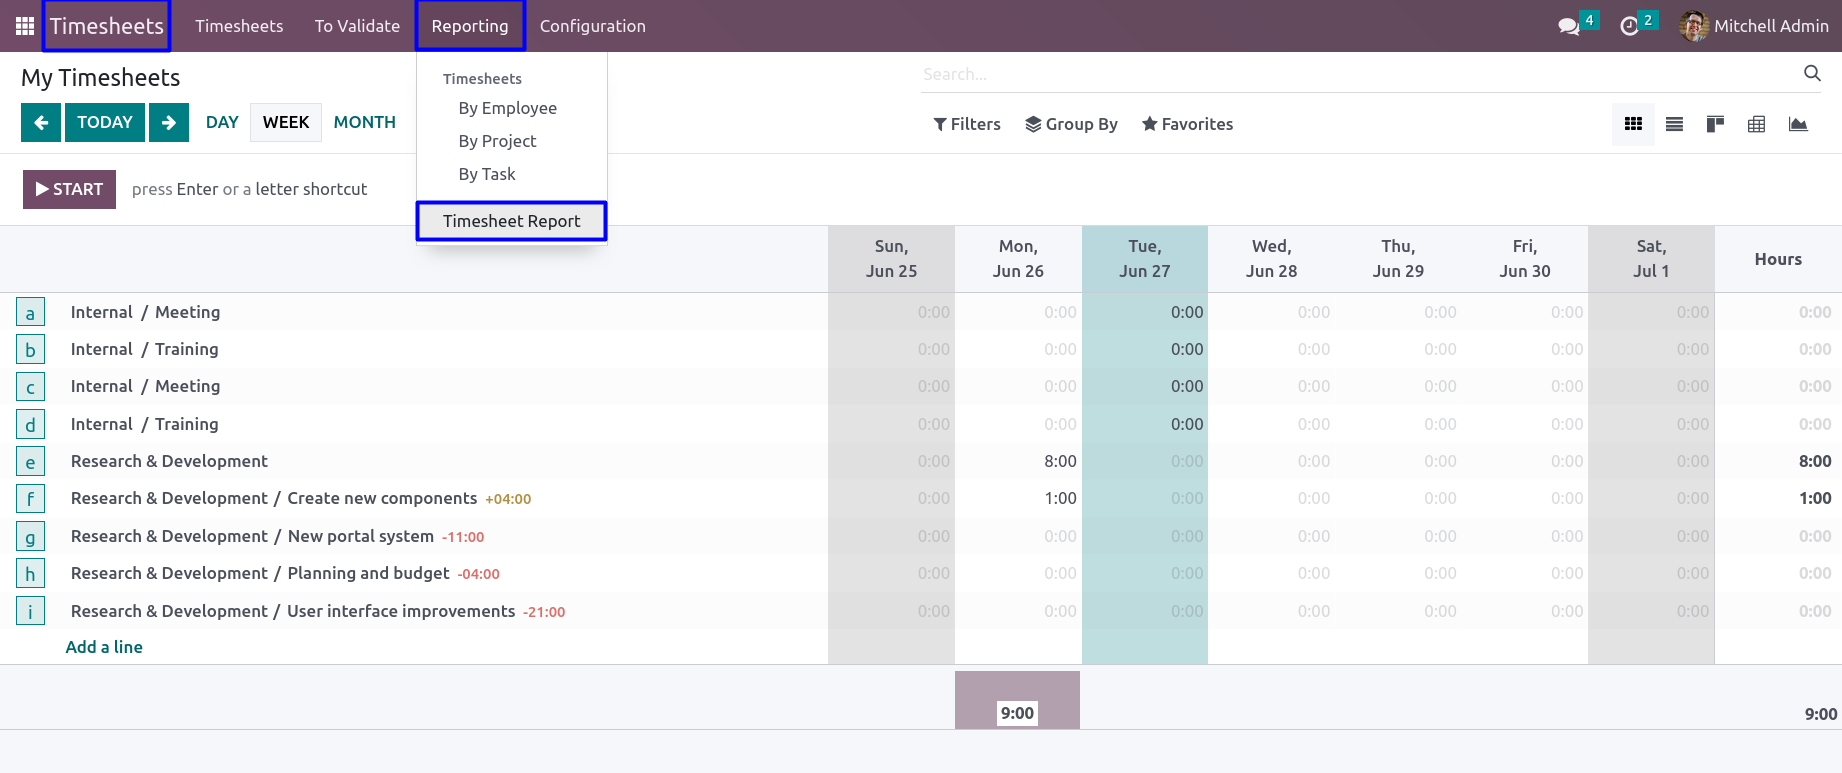 Timesheets Timesheets To Validate Reporting Configuration 4 2 Mitchell Admin
My Timesheets Search...
TODAY DAY WEEK MONTH Filters Group By Favorites
Timesheets
By Employee
By Project
By Task
Timesheet Report
START press Enter or a letter shortcut
Sun, Mon, Tue, Wed, Thu, Fri, Sat, Hours
Jun 25 Jun 26 Jun 27 Jun 28 Jun 29 Jun 30 Jul 1
a Internal / Meeting 0:00 0:00 0:00 0:00 0:00 0:00 0:00 0:00
b Internal / Training 0:00 0:00 0:00 0:00 0:00 0:00 0:00 0:00
c Internal / Meeting 0:00 0:00 0:00 0:00 0:00 0:00 0:00 0:00
d Internal / Training 0:00 0:00 0:00 0:00 0:00 0:00 0:00 0:00
e Research & Development 0:00 8:00 0:00 0:00 0:00 0:00 0:00 8:00
f Research & Development / Create new components +04:00 0:00 1:00 0:00 0:00 0:00 0:00 0:00 1:00
g Research & Development / New portal system -11:00 0:00 0:00 0:00 0:00 0:00 0:00 0:00 0:00
h Research & Development / Planning and budget -04:00 0:00 0:00 0:00 0:00 0:00 0:00 0:00 0:00
i Research & Development / User interface improvements -21:00 0:00 0:00 0:00 0:00 0:00 0:00 0:00 0:00
Add a line
9:00 9:00